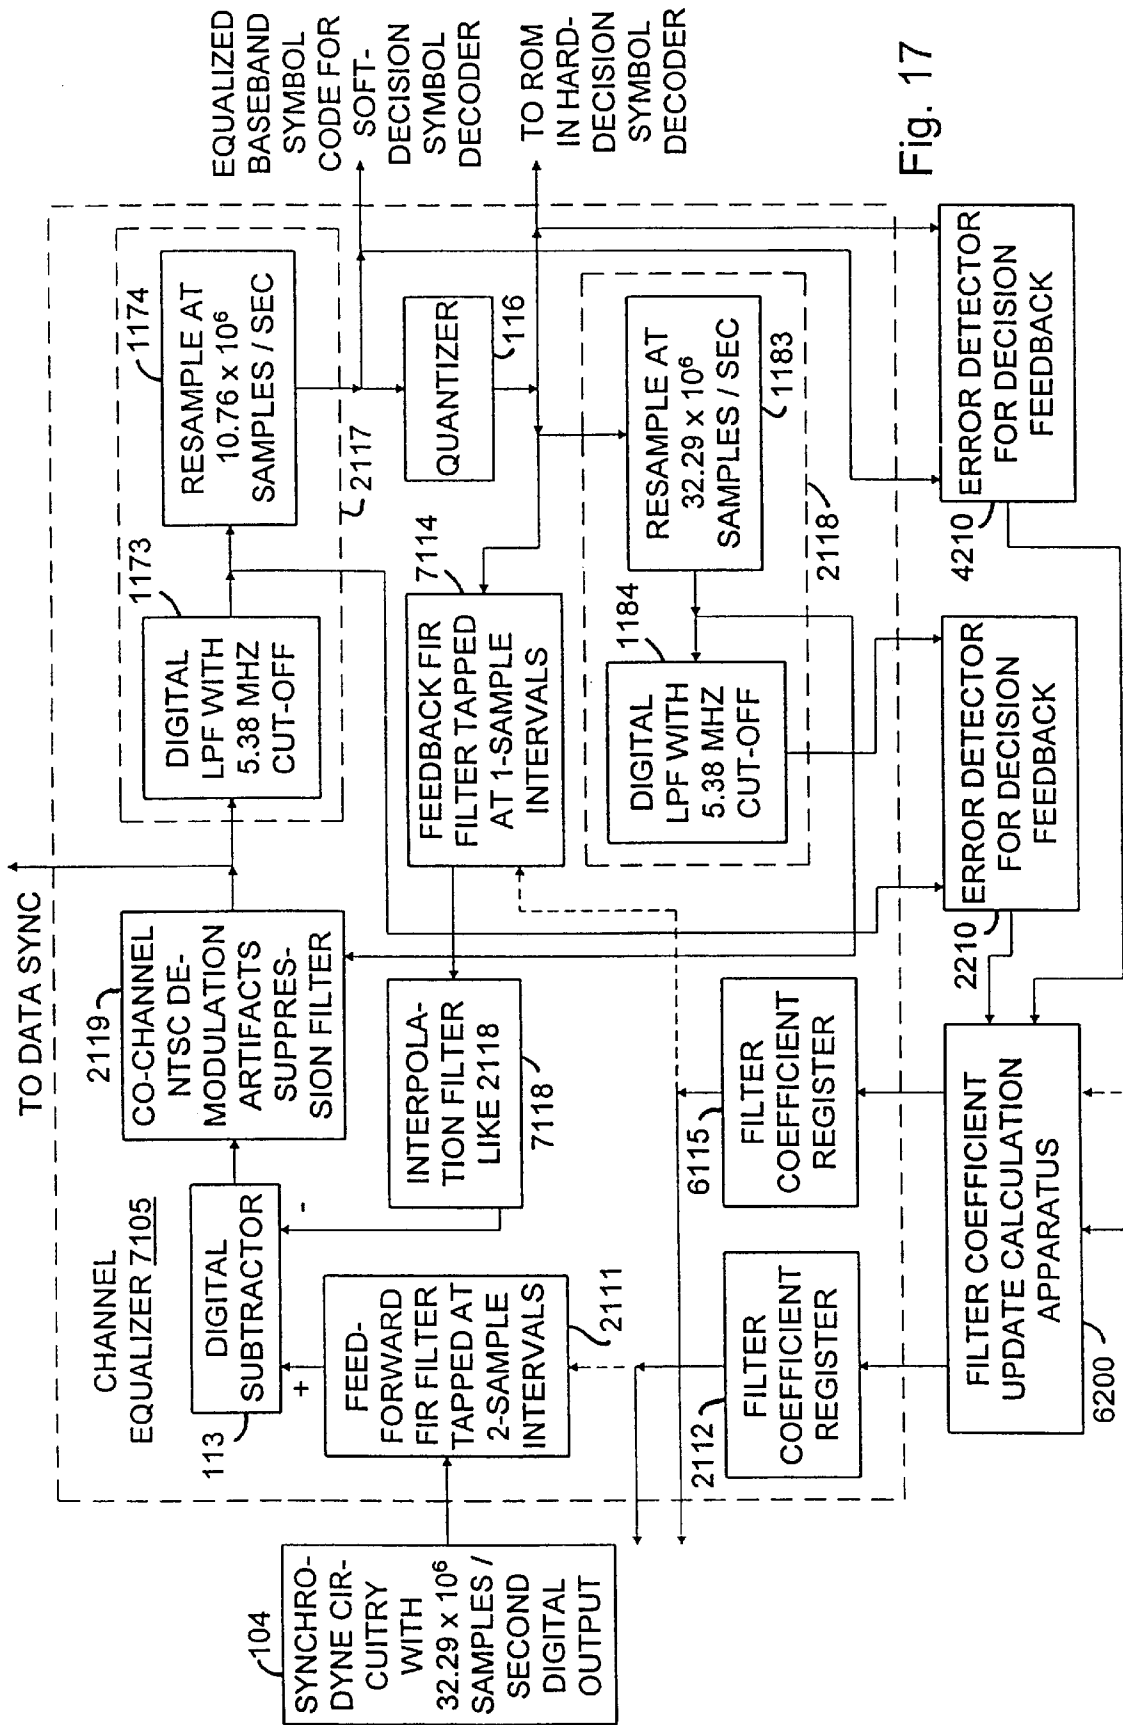 TO DATA SYNC
CHANNEL
EQUALIZER 7105
104
SYNCHRO-
DYNE CIR-
CUITRY WITH
32.29 x 10⁶
SAMPLES /
SECOND
DIGITAL
OUTPUT
113
DIGITAL
SUBTRACTOR
+
-
FEED-
FORWARD
FIR FILTER
TAPPED AT
2-SAMPLE
INTERVALS
2111
2119
CO-CHANNEL
NTSC DE-
MODULATION
ARTIFACTS
SUPPRES-
SION FILTER
INTERPOLA-
TION FILTER
LIKE 2118
7118
1173
DIGITAL
LPF WITH
5.38 MHZ
CUT-OFF
1174
RESAMPLE AT
10.76 x 10⁶
SAMPLES / SEC
2117
EQUALIZED
BASEBAND
SYMBOL
CODE FOR
SOFT-
DECISION
SYMBOL
DECODER
QUANTIZER
116
TO ROM
IN HARD-
DECISION
SYMBOL
DECODER
7114
FEEDBACK FIR
FILTER TAPPED
AT 1-SAMPLE
INTERVALS
1184
DIGITAL
LPF WITH
5.38 MHZ
CUT-OFF
RESAMPLE AT
32.29 x 10⁶
SAMPLES / SEC
1183
2118
2112
FILTER
COEFFICIENT
REGISTER
6115
FILTER
COEFFICIENT
REGISTER
FILTER COEFFICIENT
UPDATE CALCULATION
APPARATUS
6200
2210
ERROR DETECTOR
FOR DECISION
FEEDBACK
4210
ERROR DETECTOR
FOR DECISION
FEEDBACK
Fig. 17